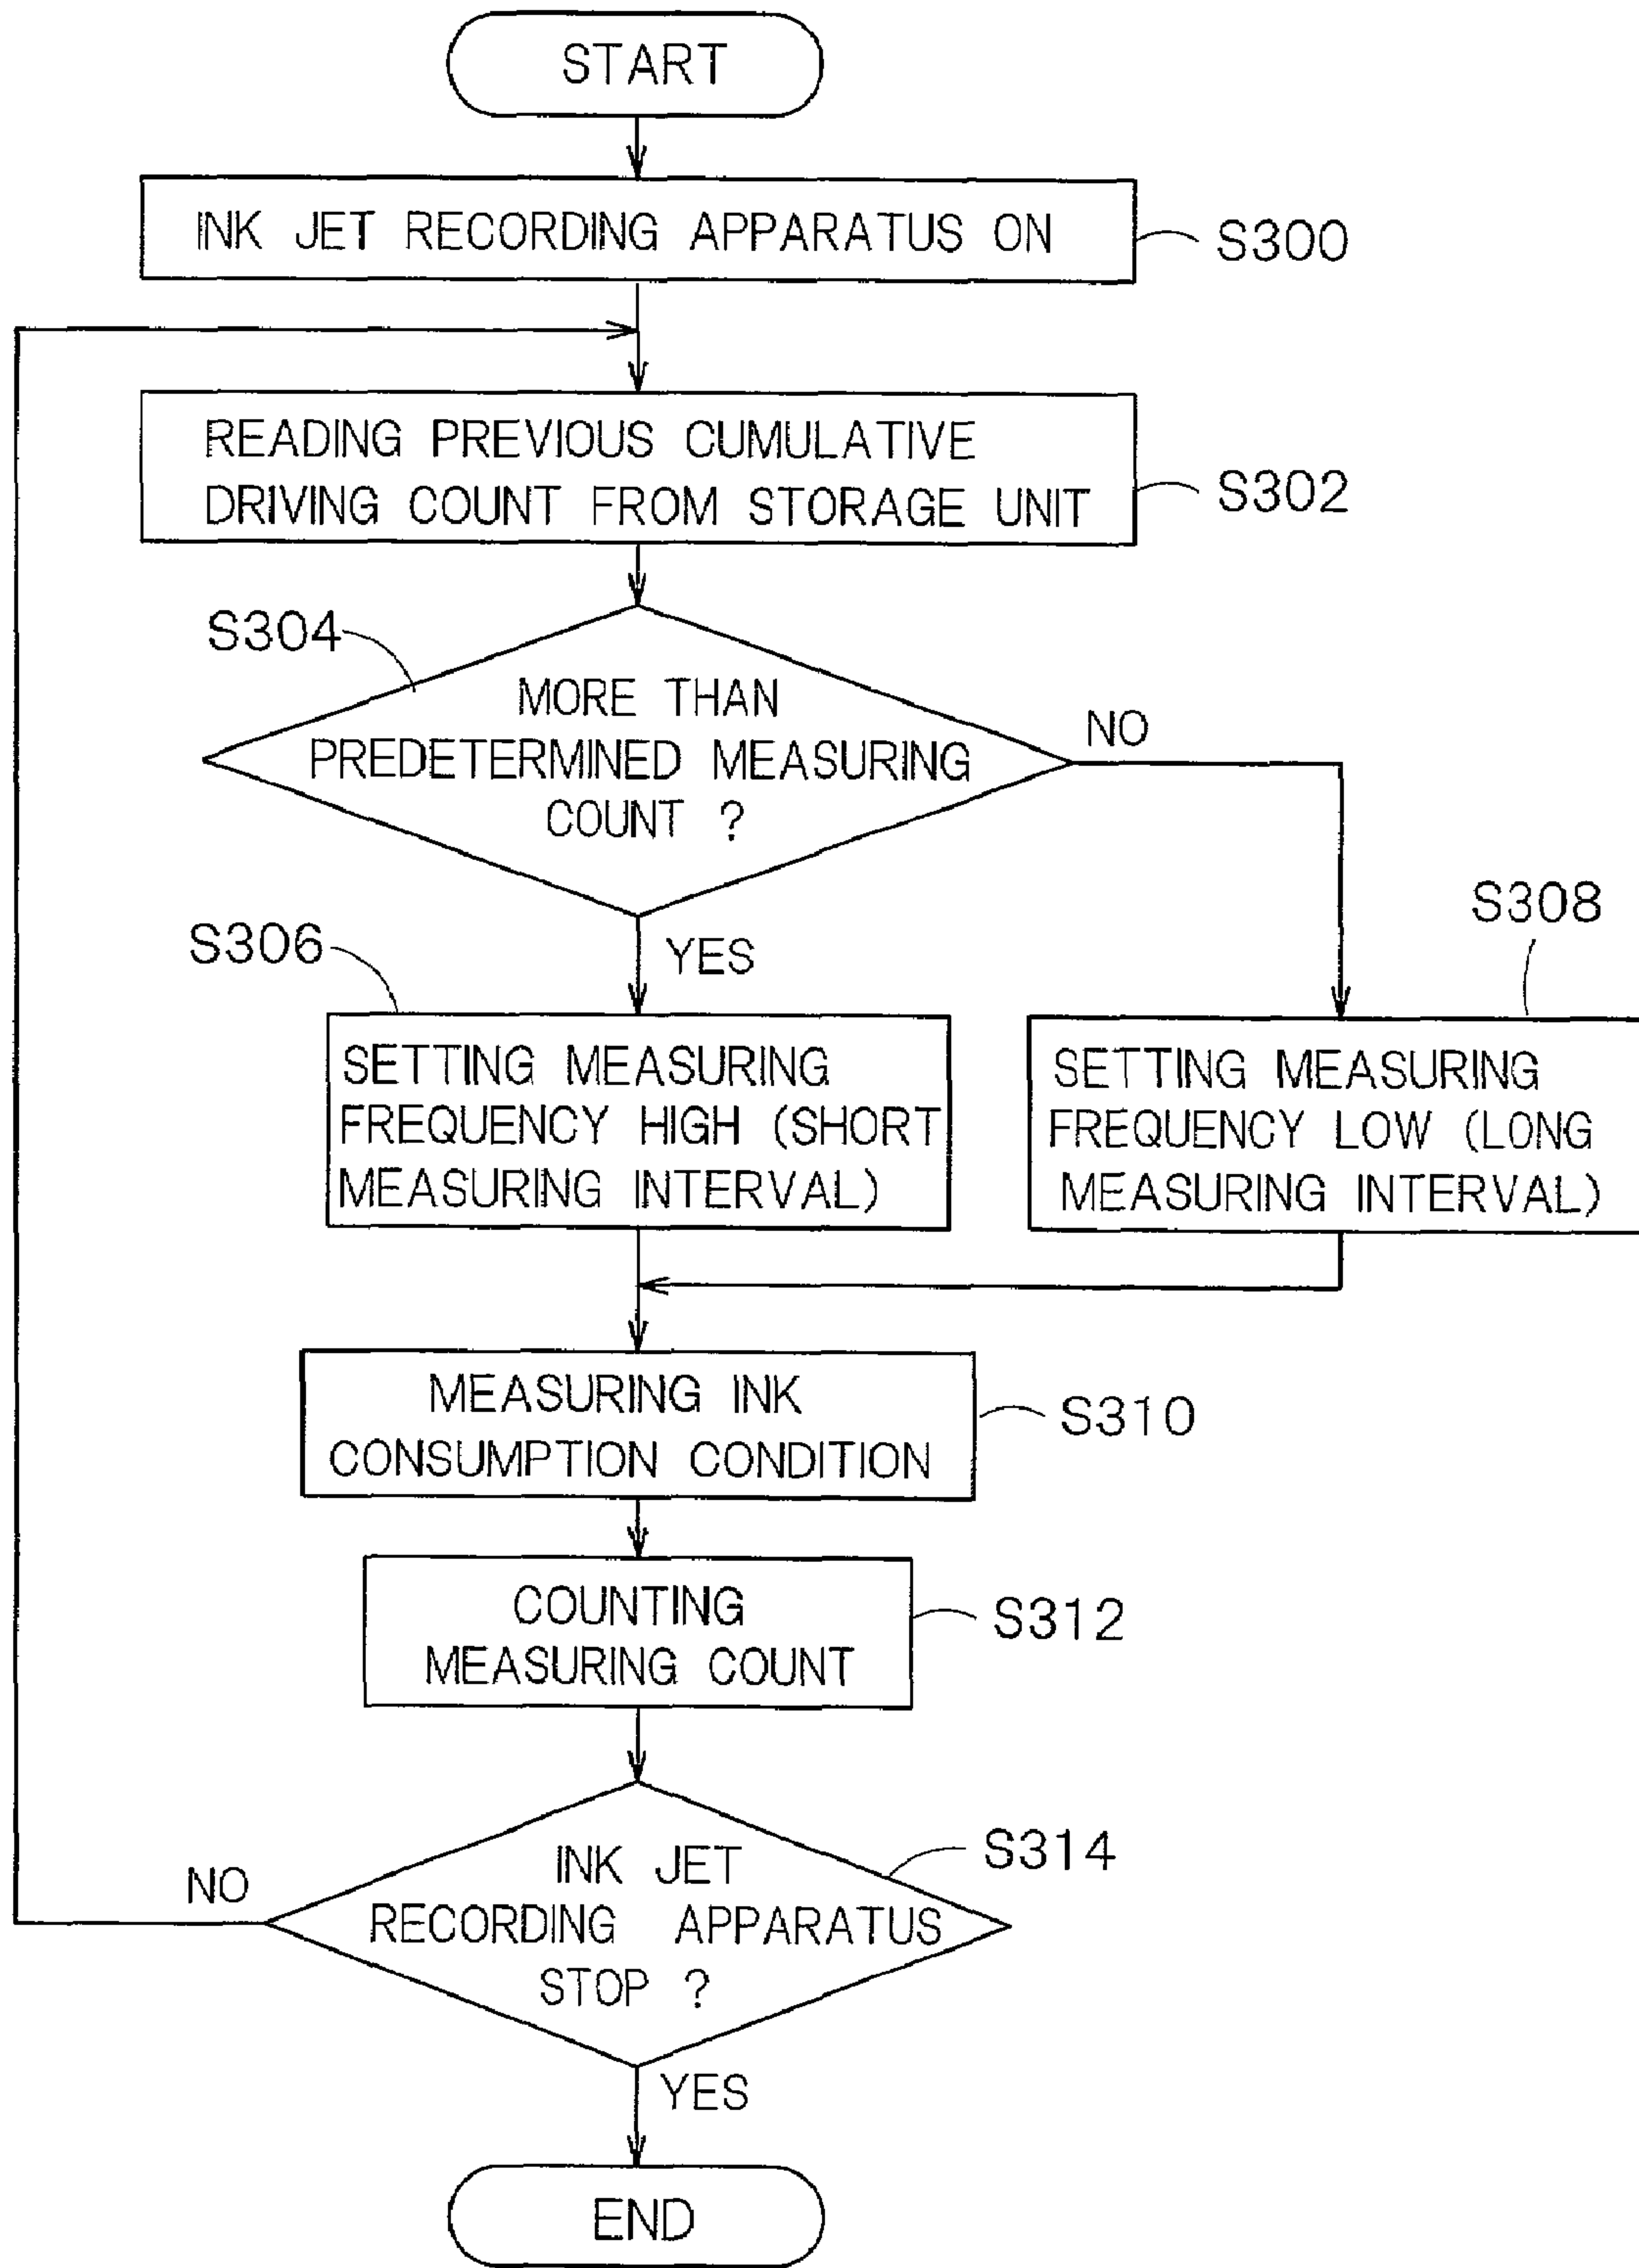 START
INK JET RECORDING APPARATUS ON
S300
READING PREVIOUS CUMULATIVE
DRIVING COUNT FROM STORAGE UNIT
S302
S304
MORE THAN
PREDETERMINED MEASURING
COUNT ?
NO
YES
S306
SETTING MEASURING
FREQUENCY HIGH (SHORT
MEASURING INTERVAL)
S308
SETTING MEASURING
FREQUENCY LOW (LONG
MEASURING INTERVAL)
MEASURING INK
CONSUMPTION CONDITION
S310
COUNTING
MEASURING COUNT
S312
INK JET
RECORDING APPARATUS
STOP ?
S314
NO
YES
END